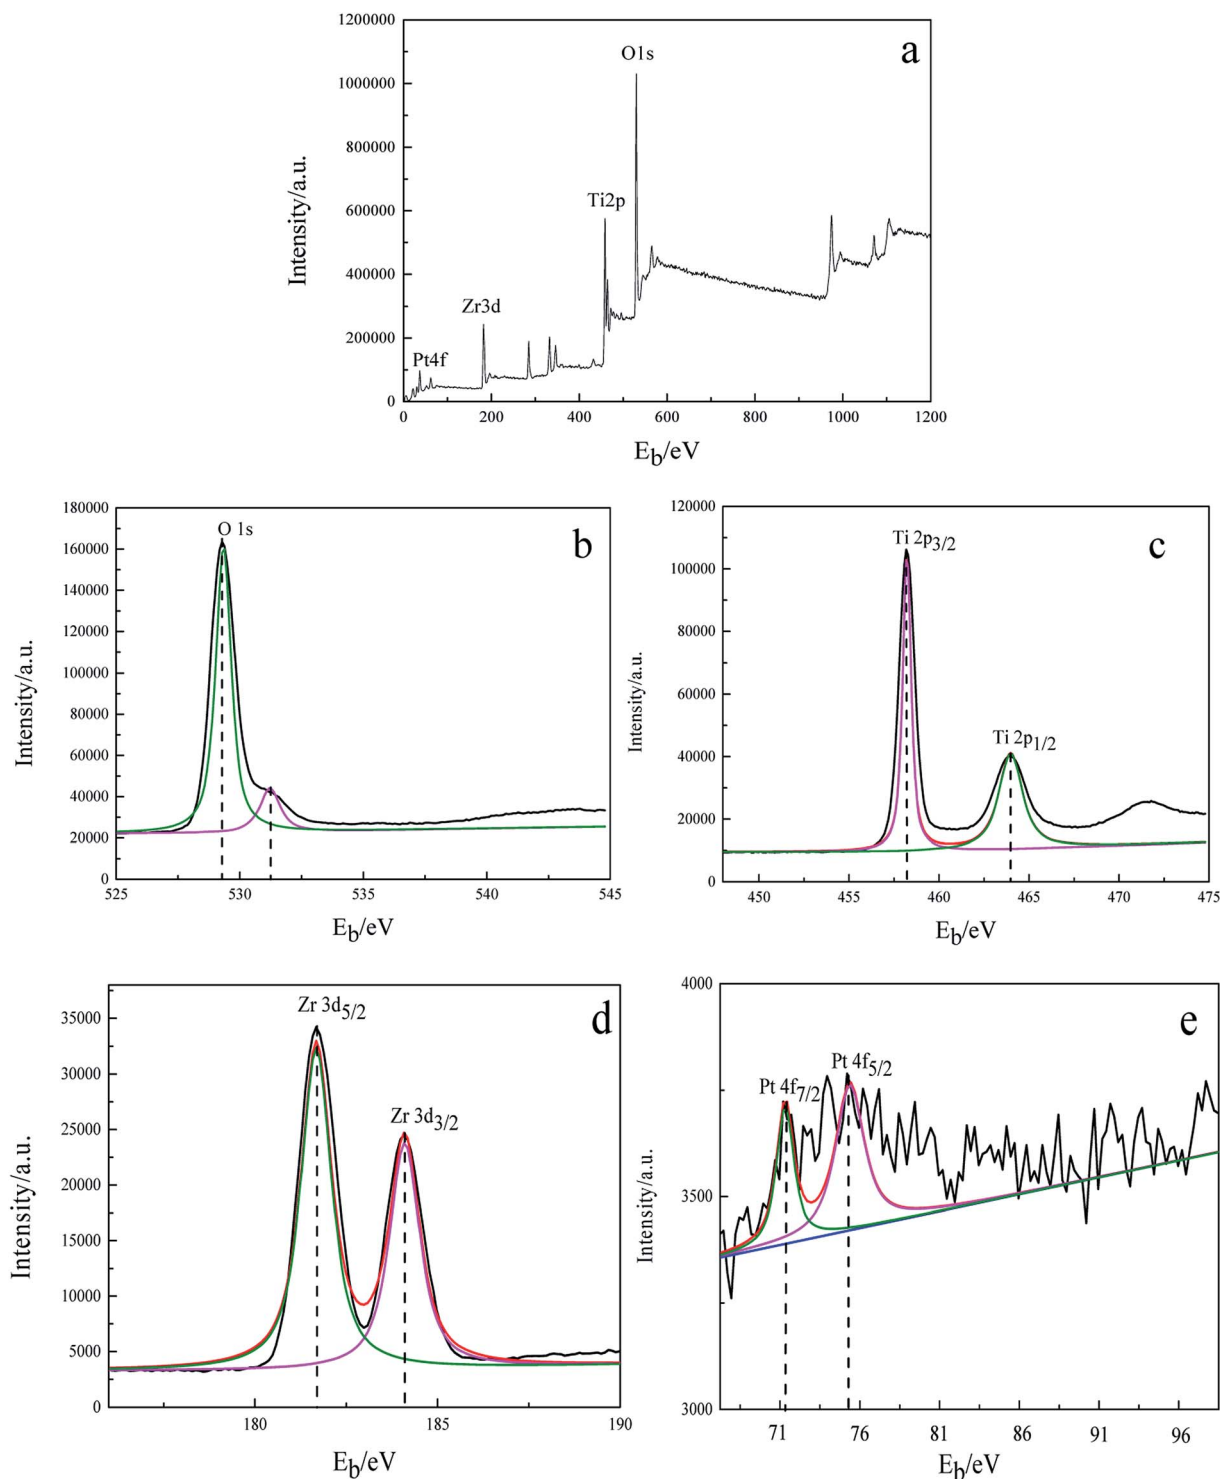 a
1200000
1000000
800000
600000
400000
200000
0
O1s
Ti2p
Zr3d
Pt4f
Intensity/a.u.
0 200 400 600 800 1000 1200
E_b/eV
b
180000
160000
140000
120000
100000
80000
60000
40000
20000
0
O 1s
Intensity/a.u.
525 530 535 540 545
E_b/eV
c
120000
100000
80000
60000
40000
20000
0
Ti 2p3/2
Ti 2p1/2
Intensity/a.u.
450 455 460 465 470 475
E_b/eV
d
35000
30000
25000
20000
15000
10000
5000
0
Zr 3d5/2
Zr 3d3/2
Intensity/a.u.
180 185 190
E_b/eV
e
4000
3500
3000
Pt 4f7/2
Pt 4f5/2
Intensity/a.u.
71 76 81 86 91 96
E_b/eV